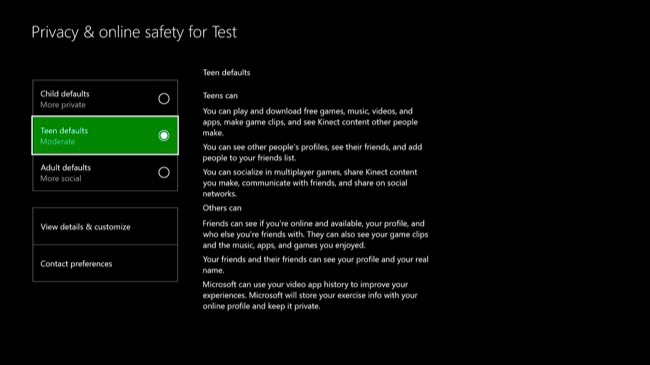 Privacy & online safety for Test
Child defaults
More private
Teen defaults
Moderate
Adult defaults
More social
View details & customize
Contact preferences
Teen defaults
Teens can
You can play and download free games, music, videos, and
apps, make game clips, and see Kinect content other people
make.
You can see other people's profiles, see their friends, and add
people to your friends list.
You can socialize in multiplayer games, share Kinect content
you make, communicate with friends, and share on social
networks.
Others can
Friends can see if you're online and available, your profile, and
who else you're friends with. They can also see your game clips
and the music, apps, and games you enjoyed.
Your friends and their friends can see your profile and your real
name.
Microsoft can use your video app history to improve your
experiences. Microsoft will store your exercise info with your
online profile and keep it private.